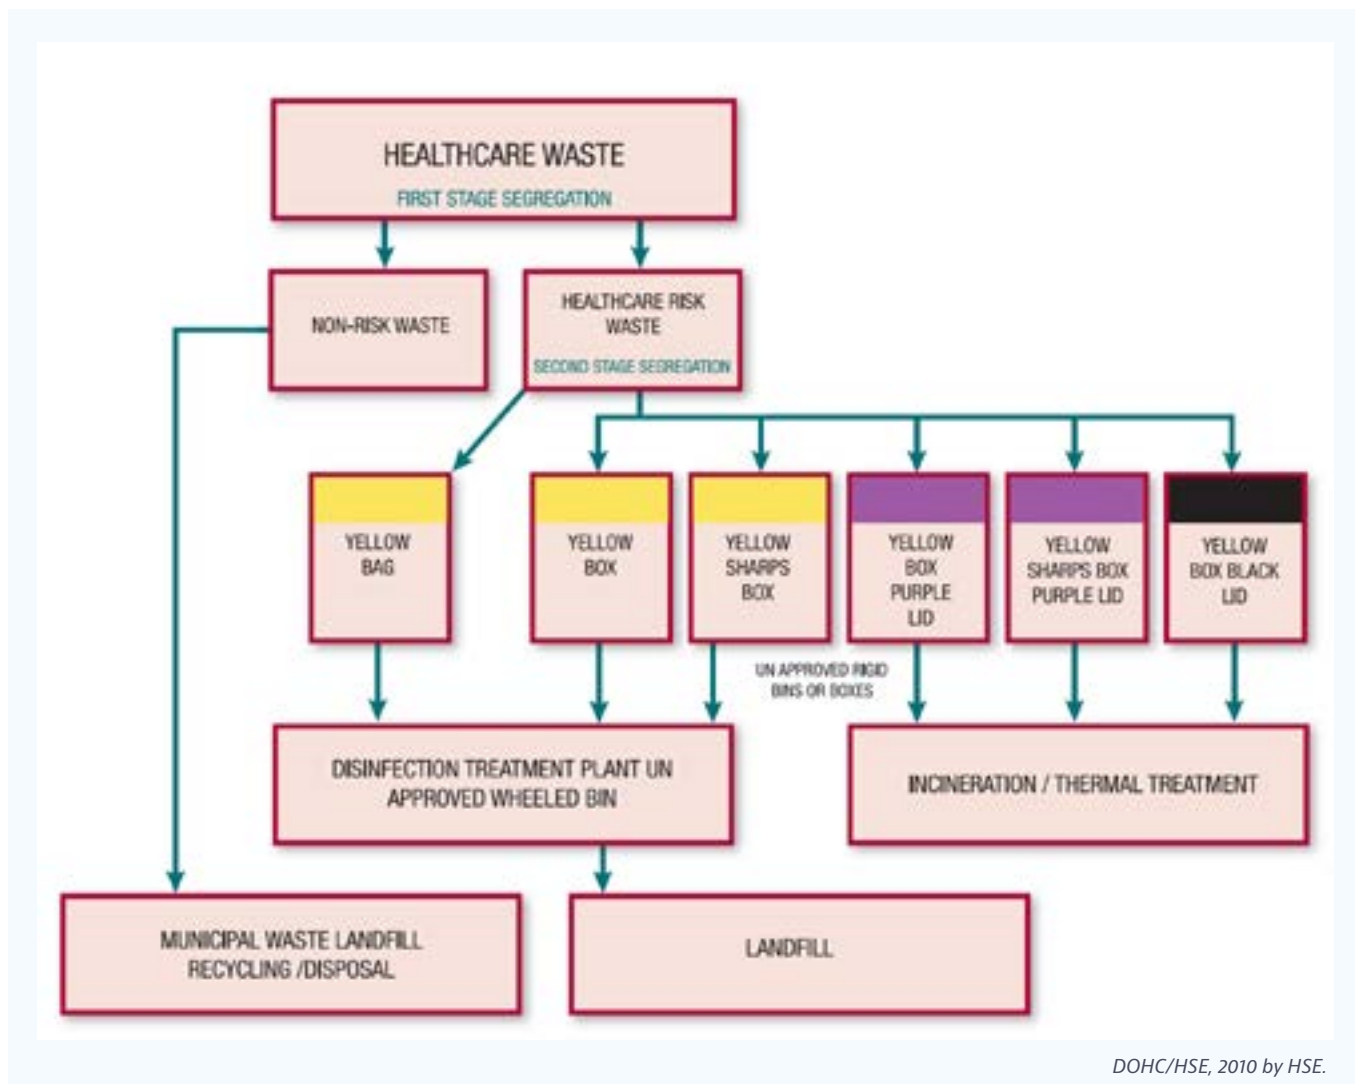 HEALTHCARE WASTE
FIRST STAGE SEGREGATION
NON-RISK WASTE
HEALTHCARE RISK
WASTE
SECOND STAGE SEGREGATION
YELLOW
BAG
YELLOW
BOX
YELLOW
SHARPS
BOX
YELLOW
BOX
PURPLE
LID
YELLOW
SHARPS BOX
PURPLE LID
YELLOW
BOX BLACK
LID
UN APPROVED RIGID
BINS OR BOXES
DISINFECTION TREATMENT PLANT UN
APPROVED WHEELED BIN
INCINERATION / THERMAL TREATMENT
MUNICIPAL WASTE LANDFILL
RECYCLING /DISPOSAL
LANDFILL
DOHC/HSE, 2010 by HSE.